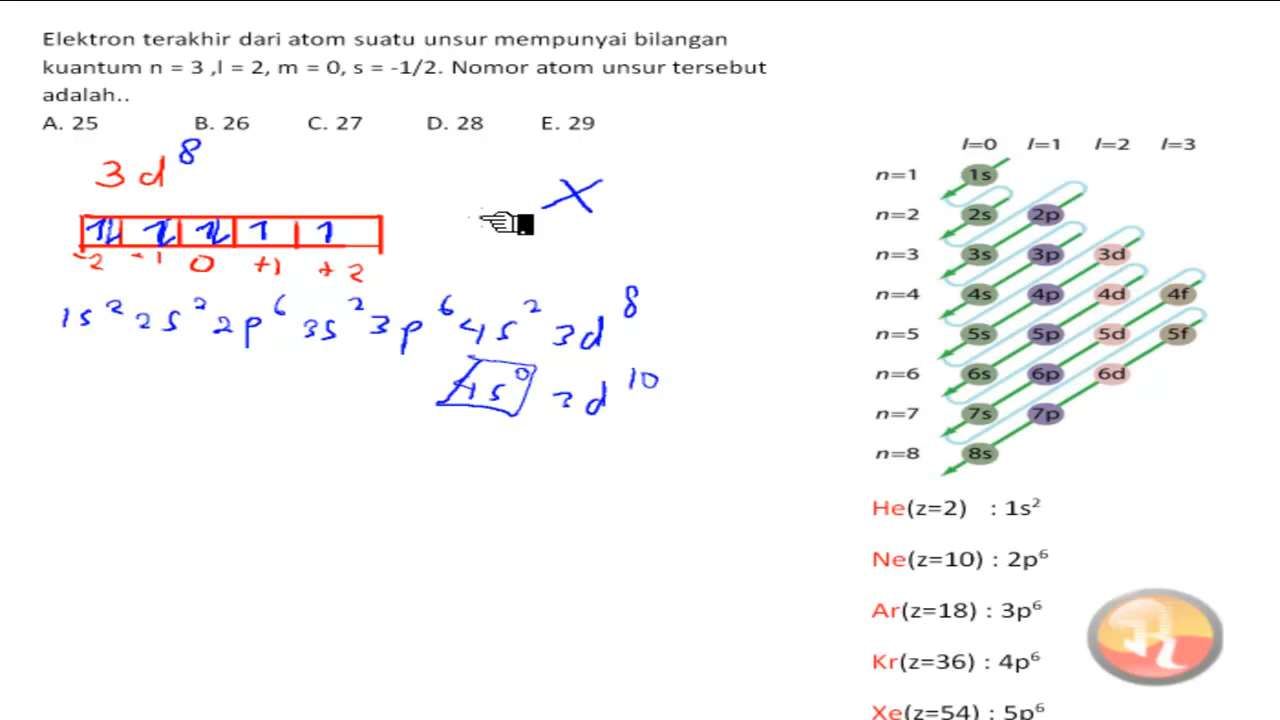 Elektron terakhir dari atom suatu unsur mempunyai bilangan
kuantum n = 3 ,l = 2, m = 0, s = -1/2. Nomor atom unsur tersebut
adalah..
A. 25 B. 26 C. 27 D. 28 E. 29
3d⁸
X
-2 -1 0 +1 +2
1s² 2s² 2p⁶ 3s² 3p⁶ 4s² 3d⁸
4s⁰ 3d¹⁰
l=0 l=1 l=2 l=3
n=1 1s
n=2 2s 2p
n=3 3s 3p 3d
n=4 4s 4p 4d 4f
n=5 5s 5p 5d 5f
n=6 6s 6p 6d
n=7 7s 7p
n=8 8s
He(z=2) : 1s²
Ne(z=10) : 2p⁶
Ar(z=18) : 3p⁶
Kr(z=36) : 4p⁶
Xe(z=54) : 5p⁶